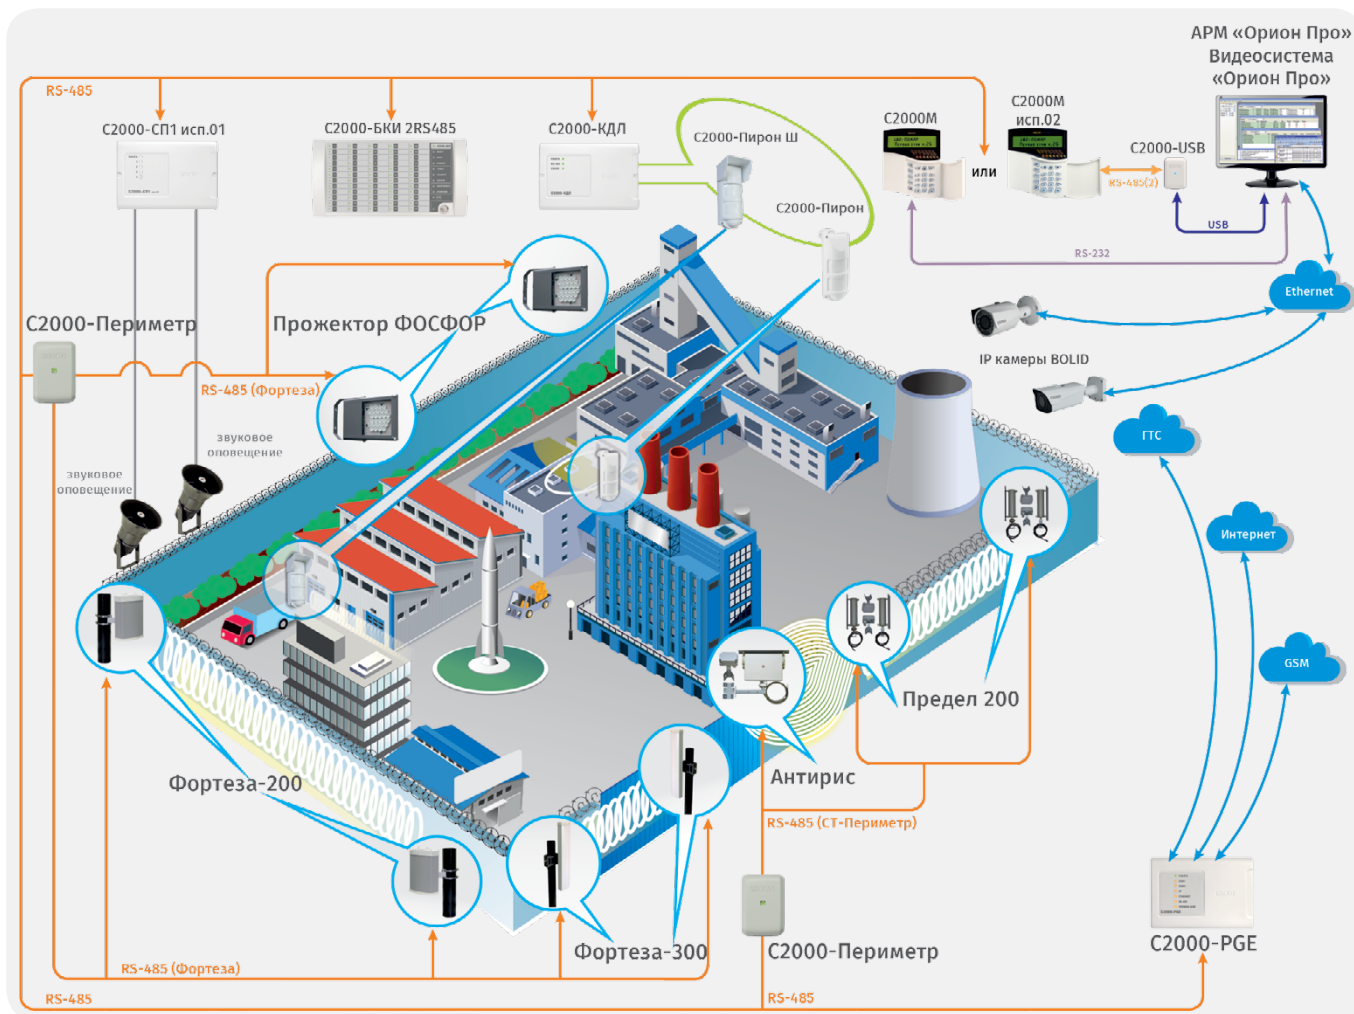 АРМ «Орион Про»
Видеосистема
«Орион Про»
RS-485
С2000-СП1 исп.01
С2000-БКИ 2RS485
С2000-КДЛ
С2000-Пирон Ш
С2000-Пирон
С2000М
С2000М
исп.02
или
С2000-USB
RS-485(2)
USB
RS-232
Ethernet
С2000-Периметр
Прожектор ФОСФОР
RS-485 (Фортеза)
IP камеры BOLID
звуковое
оповещение
звуковое
оповещение
ГТС
Интернет
GSM
Предел 200
Антирис
Фортеза-200
RS-485 (СТ-Периметр)
Фортеза-300
С2000-Периметр
С2000-PGE
RS-485 (Фортеза)
RS-485
RS-485